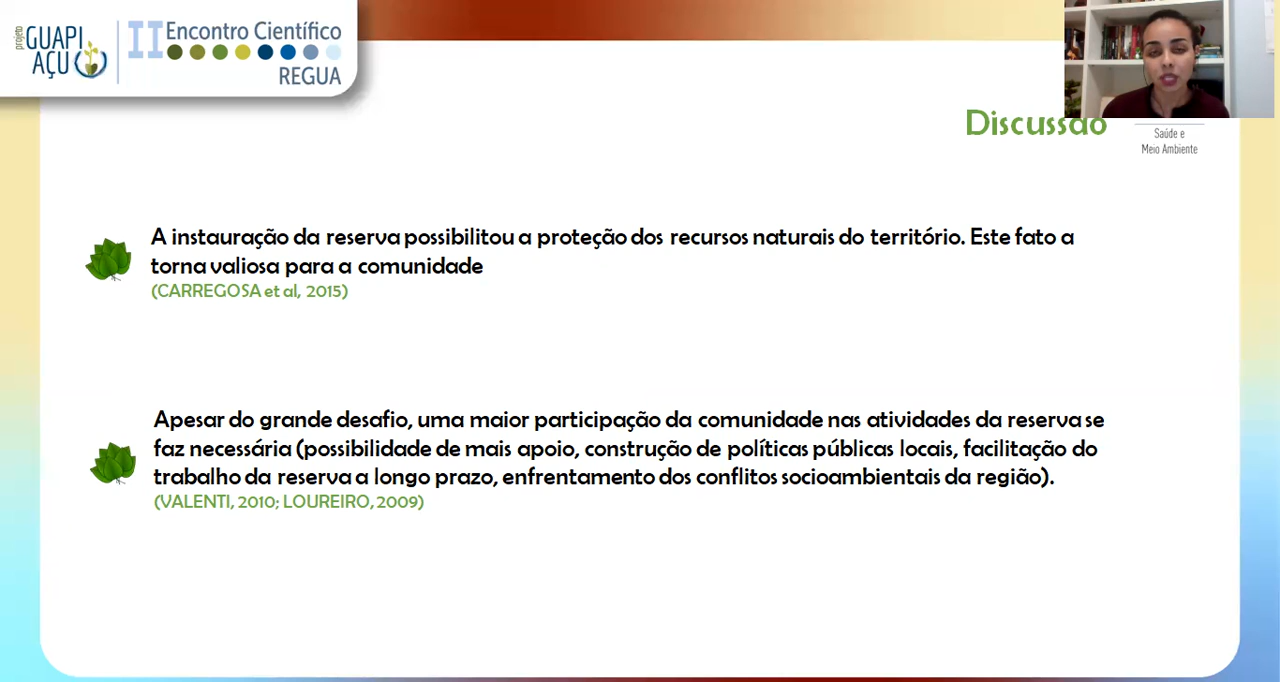 projeto
GUAPI
AÇU
II Encontro Científico
REGUA
Discussão
Saúde e
Meio Ambiente
A instauração da reserva possibilitou a proteção dos recursos naturais do território. Este fato a
torna valiosa para a comunidade
(CARREGOSA et al, 2015)
Apesar do grande desafio, uma maior participação da comunidade nas atividades da reserva se
faz necessária (possibilidade de mais apoio, construção de políticas públicas locais, facilitação do
trabalho da reserva a longo prazo, enfrentamento dos conflitos socioambientais da região).
(VALENTI, 2010; LOUREIRO, 2009)